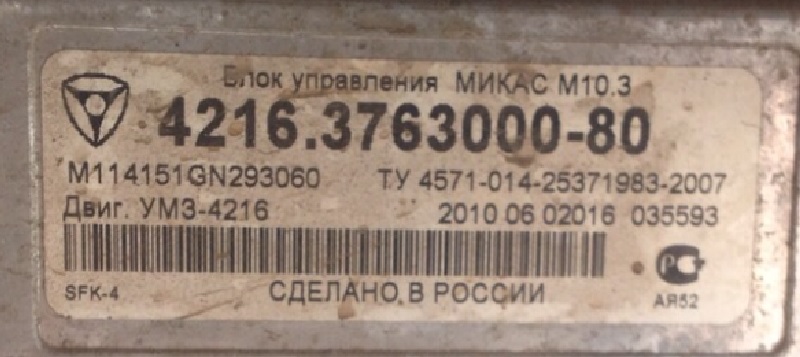 Блок управления МИКАС М10.3
4216.3763000-80
M114151GN293060 ТУ 4571-014-25371983-2007
Двиг. УМЗ-4216 2010 06 02016 035593
SFK-4 СДЕЛАНО В РОССИИ АЯ52